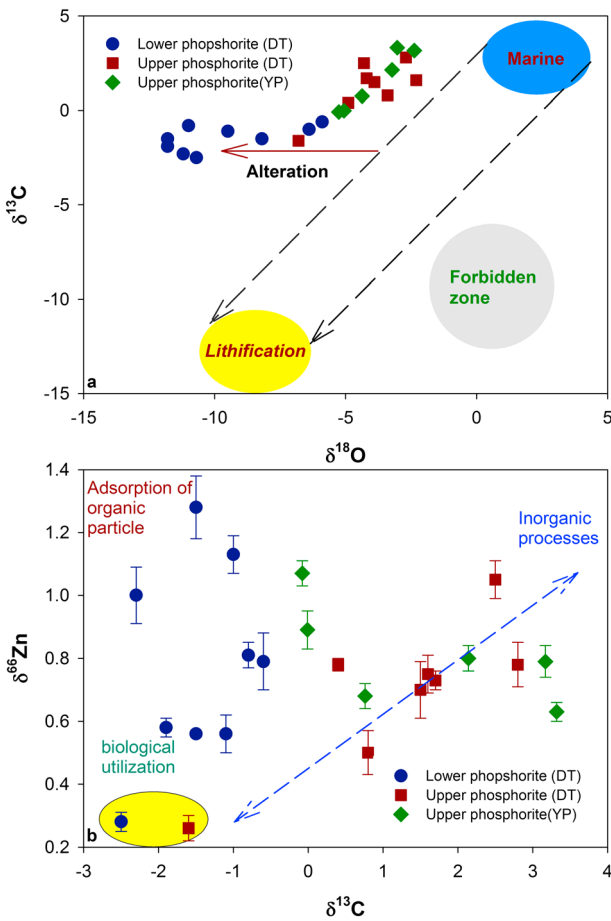 5
0
-5
-10
-15
δ13C
Lower phopshorite (DT)
Upper phosphorite (DT)
Upper phosphorite(YP)
Marine
Alteration
Forbidden
zone
Lithification
a
-15 -10 -5 0 5
δ18O
1.4
1.2
1.0
0.8
0.6
0.4
0.2
δ66Zn
Adsorption of
organic
particle
Inorganic
processes
biological
utilization
Lower phopshorite (DT)
Upper phosphorite (DT)
Upper phosphorite(YP)
b
-3 -2 -1 0 1 2 3 4
δ13C